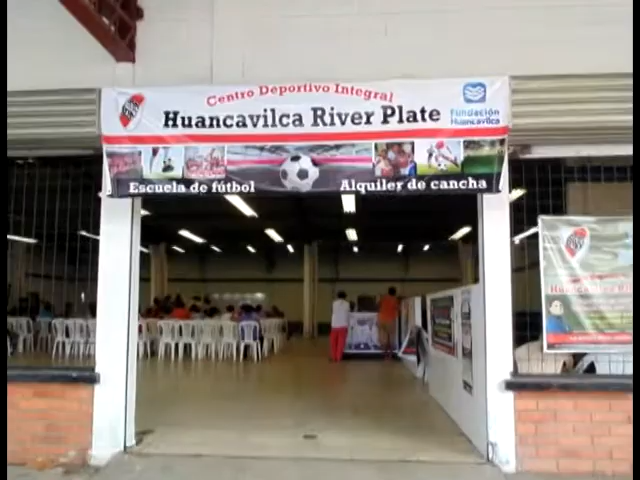 Centro Deportivo Integral
Huancavilca River Plate
Fundación
Huancavilca
Escuela de fútbol
Alquiler de cancha